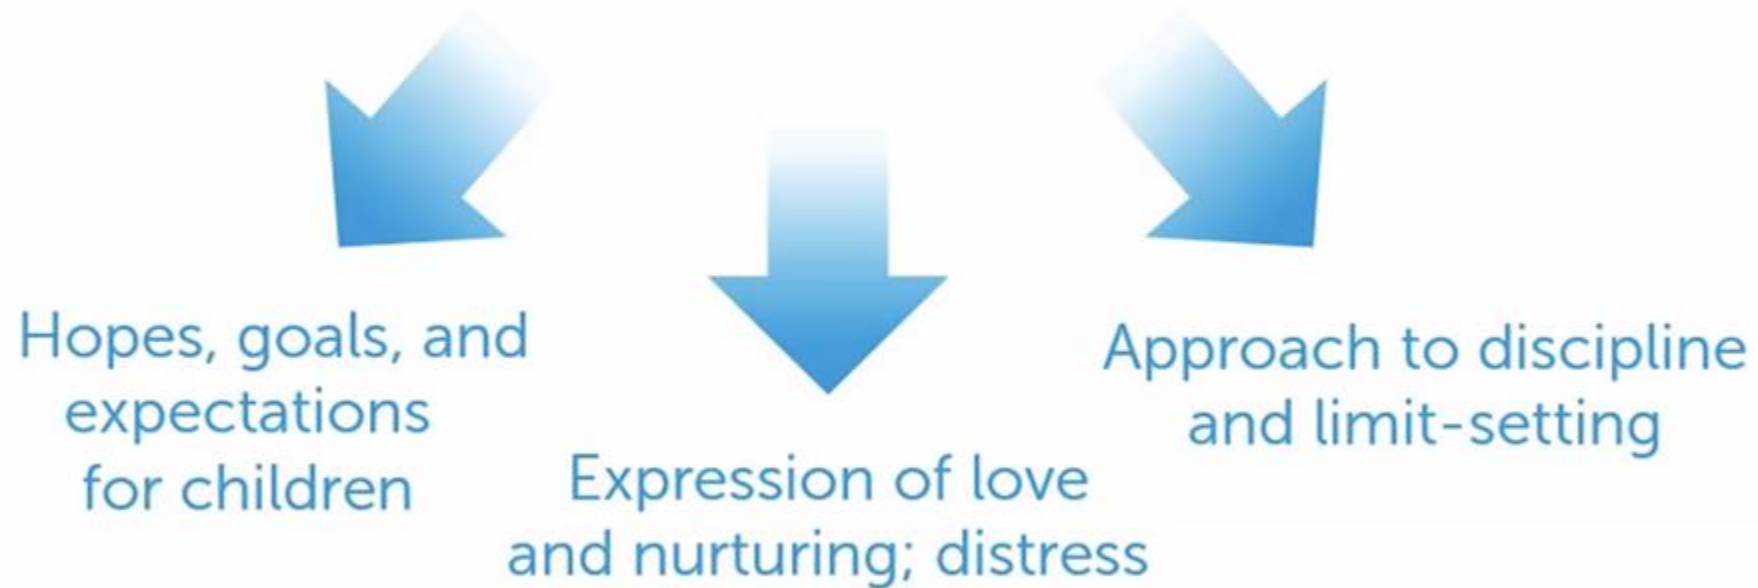 Hopes, goals, and
expectations
for children
Expression of love
and nurturing; distress
Approach to discipline
and limit-setting